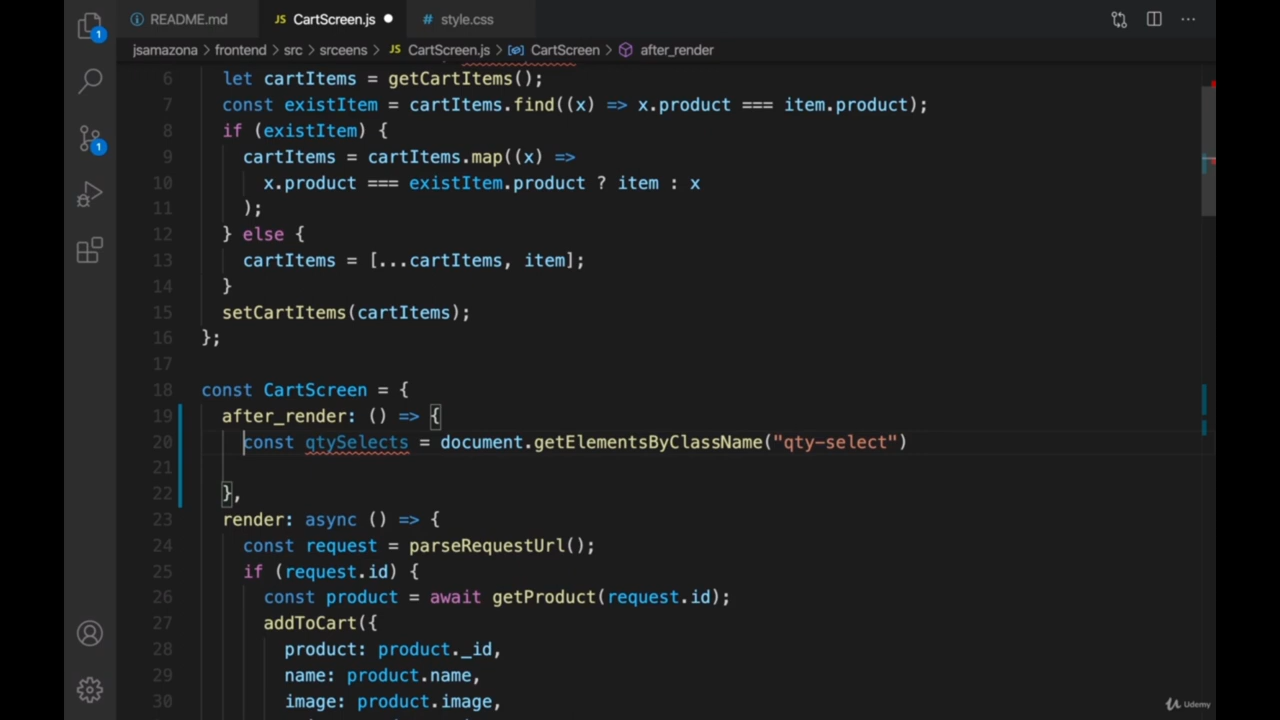 README.md
JS CartScreen.js
# style.css
jsamazona > frontend > src > srceens > JS CartScreen.js > CartScreen > after_render
1
1
6 let cartItems = getCartItems();
7 const existItem = cartItems.find((x) => x.product === item.product);
8 if (existItem) {
9 cartItems = cartItems.map((x) =>
10 x.product === existItem.product ? item : x
11 );
12 } else {
13 cartItems = [...cartItems, item];
14 }
15 setCartItems(cartItems);
16 };
17
18 const CartScreen = {
19 after_render: () => {
20 const qtySelects = document.getElementsByClassName("qty-select")
21
22 },
23 render: async () => {
24 const request = parseRequestUrl();
25 if (request.id) {
26 const product = await getProduct(request.id);
27 addToCart({
28 product: product._id,
29 name: product.name,
30 image: product.image,
Udemy